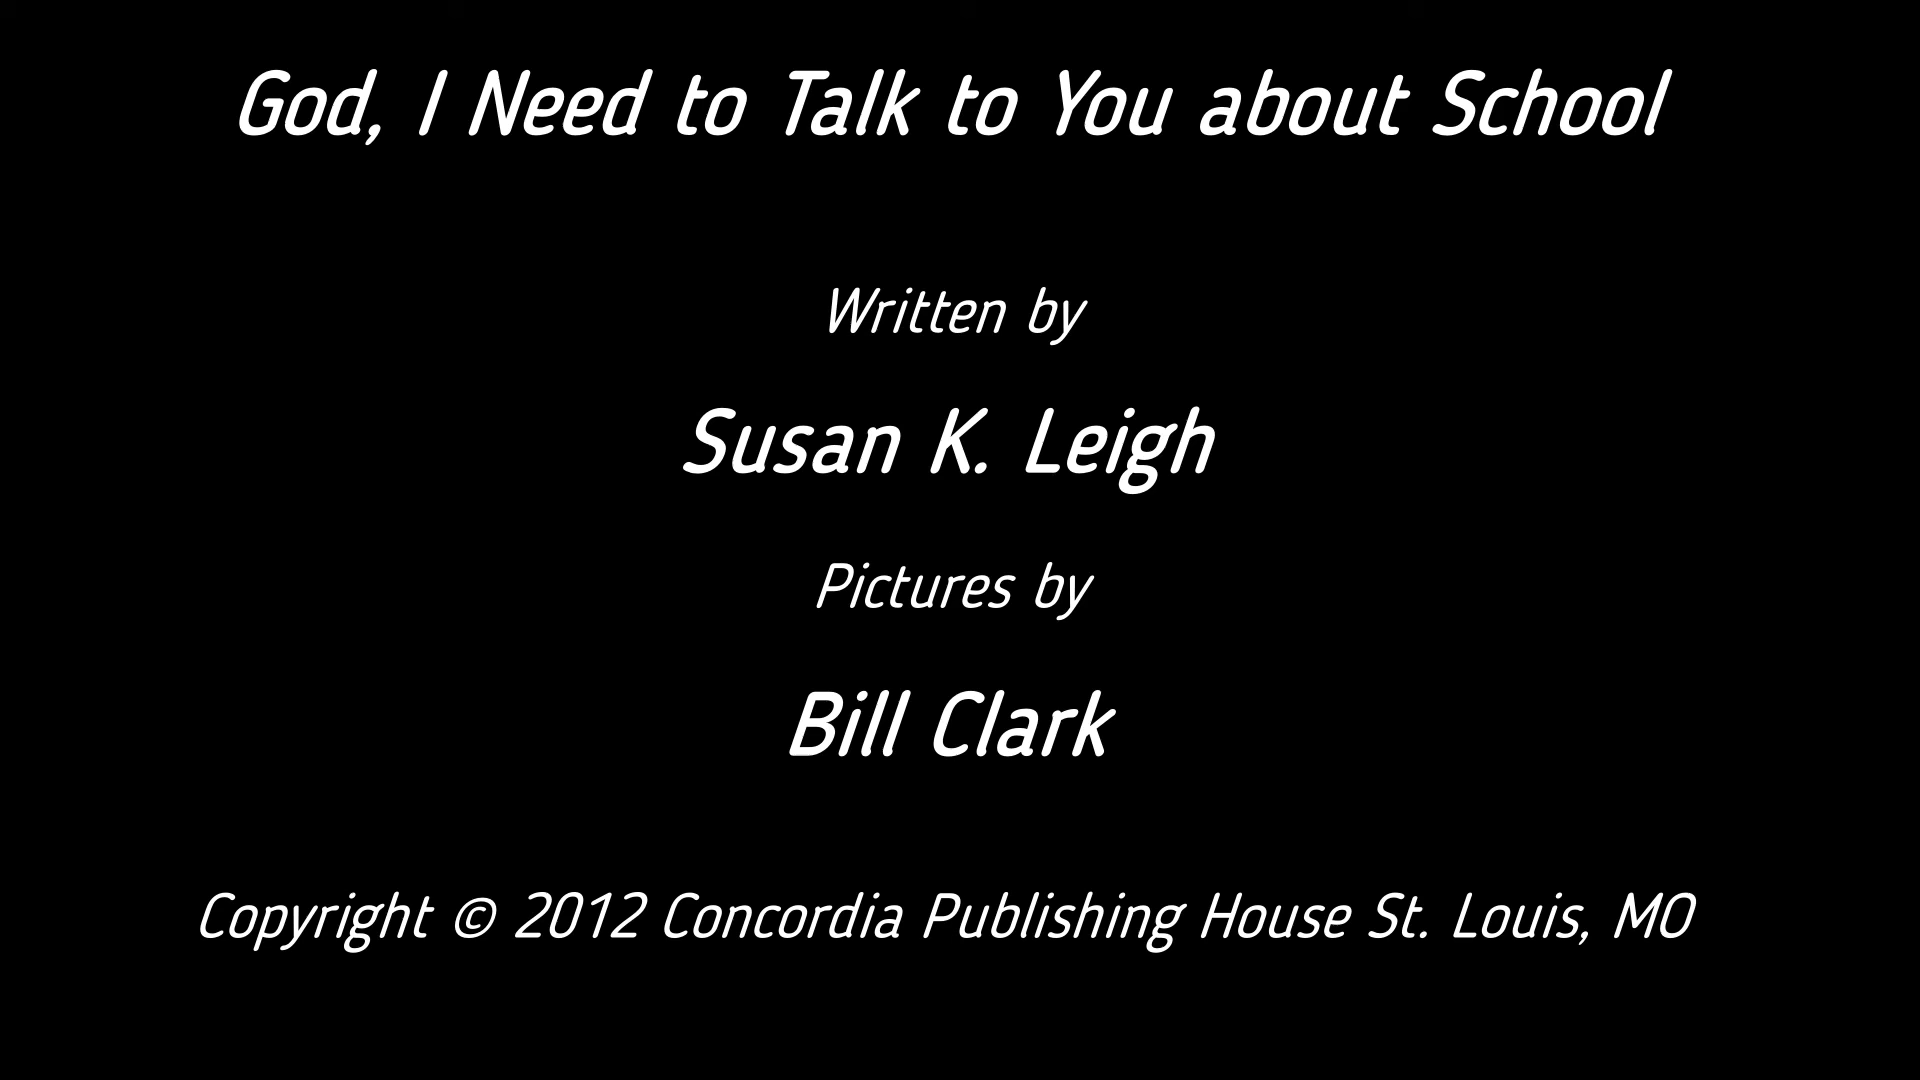 God, I Need to Talk to You about School
Written by
Susan K. Leigh
Pictures by
Bill Clark
Copyright © 2012 Concordia Publishing House St. Louis, MO